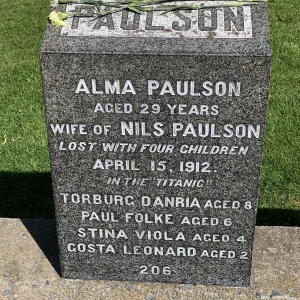 PAULSON
ALMA PAULSON
AGED 29 YEARS
WIFE OF NILS PAULSON
LOST WITH FOUR CHILDREN
APRIL 15, 1912.
IN THE "TITANIC"
TORBURG DANRIA AGED 8
PAUL FOLKE AGED 6
STINA VIOLA AGED 4
GOSTA LEONARD AGED 2
206